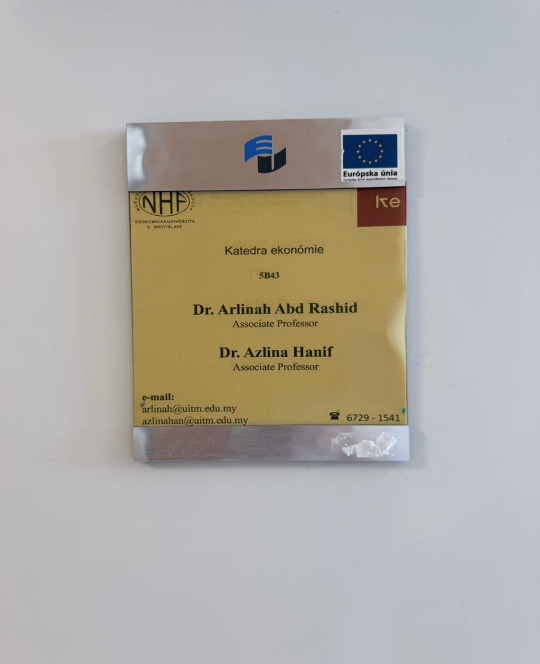 Európska únia
NHF
EKONOMICKÁ UNIVERZITA
V BRATISLAVE
ke
Katedra ekonómie
5B43
Dr. Arlinah Abd Rashid
Associate Professor
Dr. Azlina Hanif
Associate Professor
e-mail:
arlinah@uitm.edu.my
azlinahan@uitm.edu.my
☎ 6729 - 1541